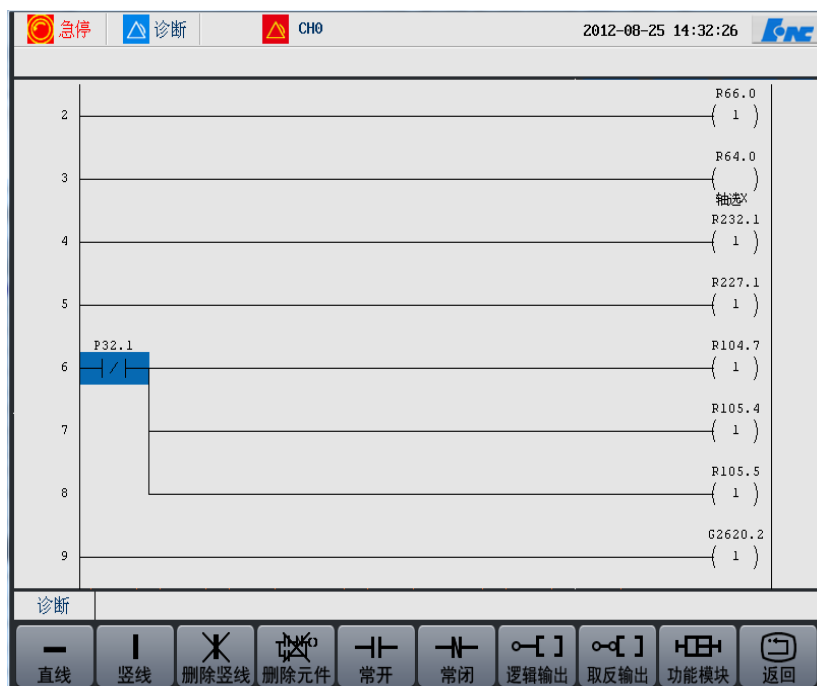 急停 诊断 CH0 2012-08-25 14:32:26 HNC
R66.0
2 ( 1 )
R64.0
3 ( )
轴选X
R232.1
4 ( 1 )
R227.1
5 ( 1 )
P32.1 R104.7
6 ( 1 )
R105.4
7 ( 1 )
R105.5
8 ( 1 )
G2620.2
9 ( 1 )
诊断
直线 竖线 删除竖线 删除元件 常开 常闭 逻辑输出 取反输出 功能模块 返回